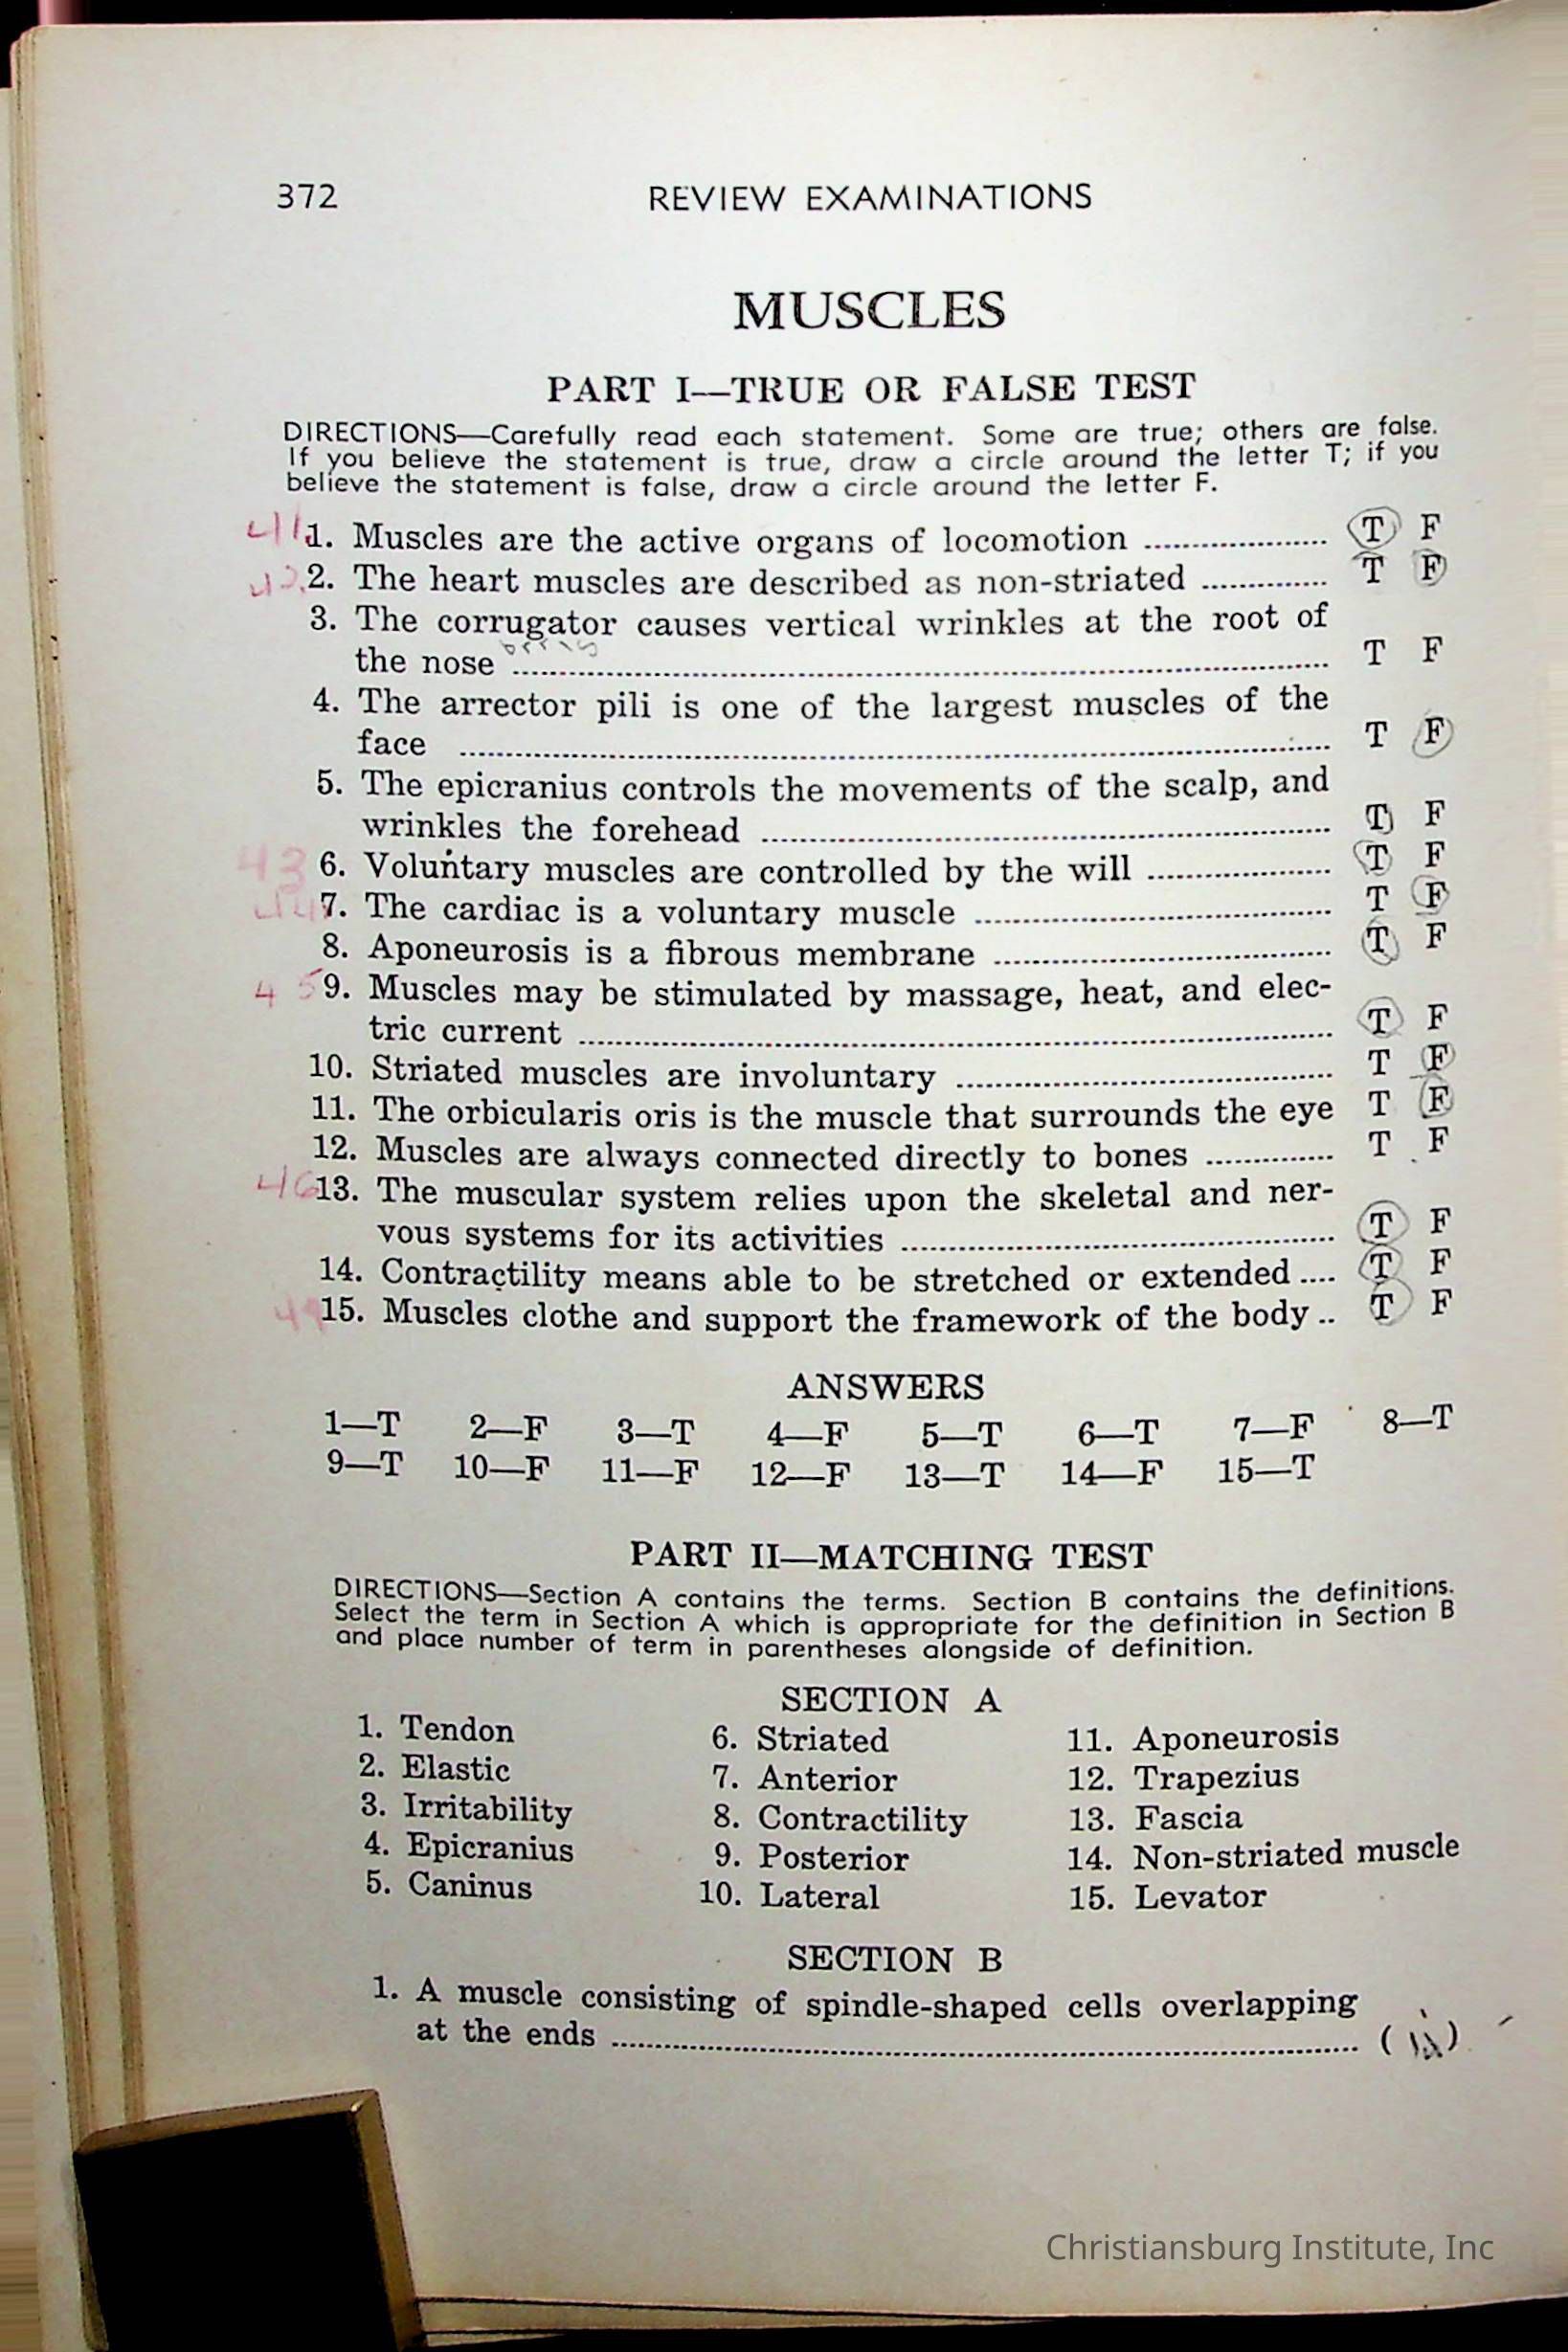 372 REVIEW EXAMINATIONS
MUSCLES
PART I—TRUE OR FALSE TEST
DIRECTIONS—Carefully read each statement. Some are true; others are false.
If you believe the statement is true, draw a circle around the letter T; if you
believe the statement is false, draw a circle around the letter F.
41. 1. Muscles are the active organs of locomotion .................... T F
42. 2. The heart muscles are described as non-striated .............. T F
3. The corrugator causes vertical wrinkles at the root of
the nose .................... T F
4. The arrector pili is one of the largest muscles of the
face .................... T F
5. The epicranius controls the movements of the scalp, and
wrinkles the forehead .................... T F
43 6. Voluntary muscles are controlled by the will .................... T F
44 7. The cardiac is a voluntary muscle .................... T F
8. Aponeurosis is a fibrous membrane .................... T F
45 9. Muscles may be stimulated by massage, heat, and elec-
tric current .................... T F
10. Striated muscles are involuntary .................... T F
11. The orbicularis oris is the muscle that surrounds the eye T F
12. Muscles are always connected directly to bones .............. T F
46 13. The muscular system relies upon the skeletal and ner-
vous systems for its activities .................... T F
14. Contractility means able to be stretched or extended .... T F
15. Muscles clothe and support the framework of the body .. T F
ANSWERS
1—T 2—F 3—T 4—F 5—T 6—T 7—F 8—T
9—T 10—F 11—F 12—F 13—T 14—F 15—T
PART II—MATCHING TEST
DIRECTIONS—Section A contains the terms. Section B contains the definitions.
Select the term in Section A which is appropriate for the definition in Section B
and place number of term in parentheses alongside of definition.
SECTION A
1. Tendon 6. Striated 11. Aponeurosis
2. Elastic 7. Anterior 12. Trapezius
3. Irritability 8. Contractility 13. Fascia
4. Epicranius 9. Posterior 14. Non-striated muscle
5. Caninus 10. Lateral 15. Levator
SECTION B
1. A muscle consisting of spindle-shaped cells overlapping
at the ends .................... ( )
Christiansburg Institute, Inc